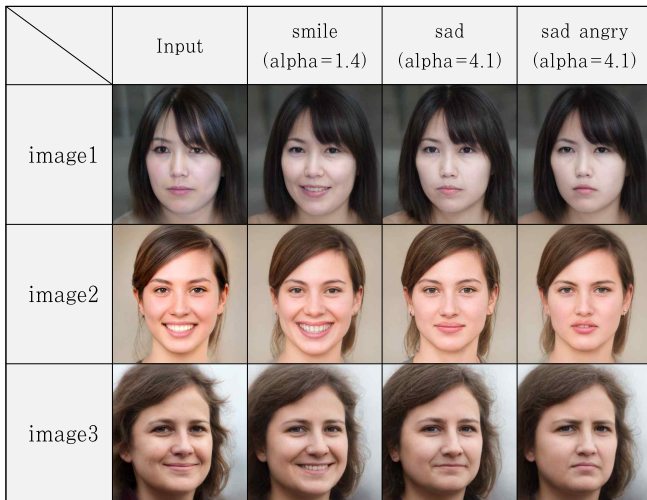 Input
smile
(alpha=1.4)
sad
(alpha=4.1)
sad angry
(alpha=4.1)
image1
image2
image3